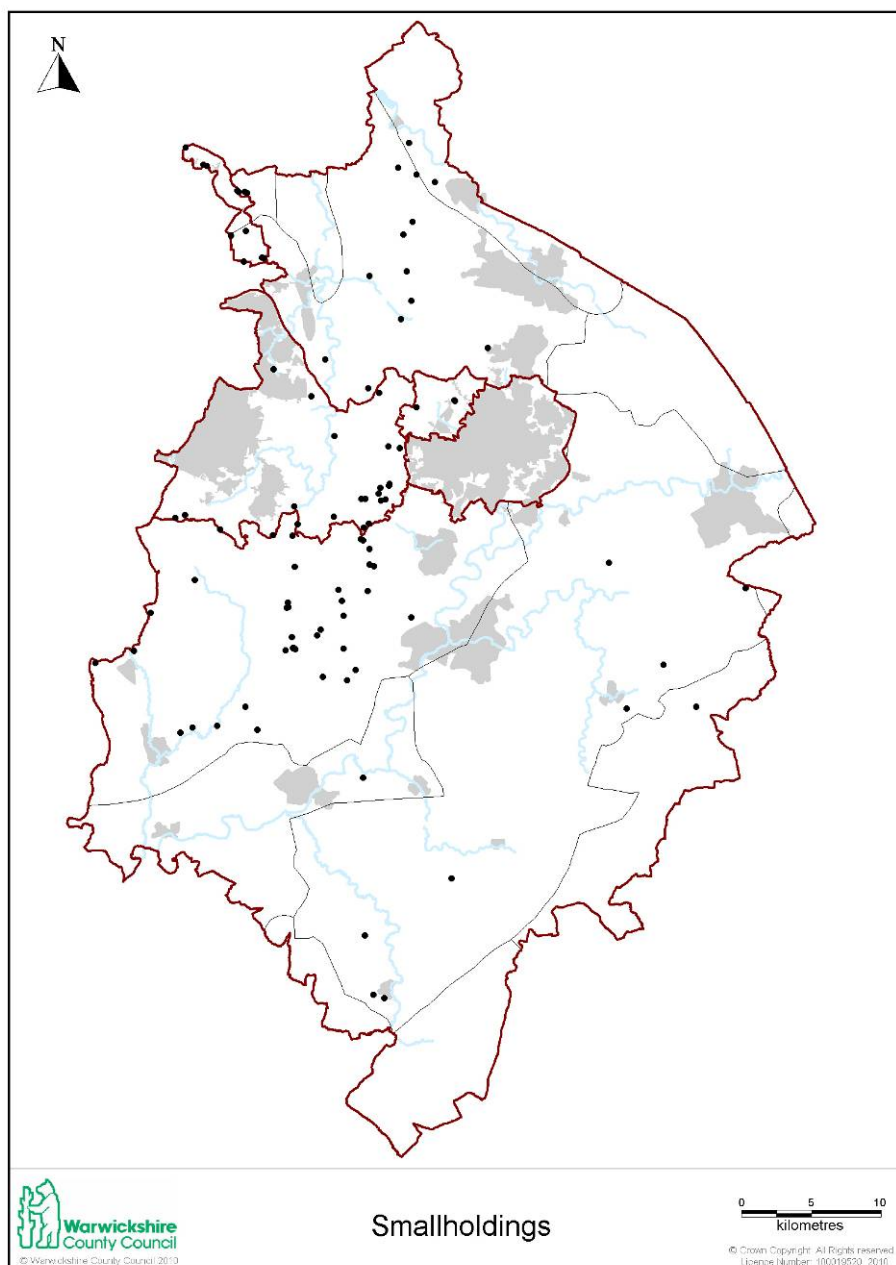 N
Warwickshire
County Council
© Warwickshire County Council 2010
Smallholdings
0 5 10
kilometres
© Crown Copyright. All Rights reserved
Licence Number: 100019520, 2010